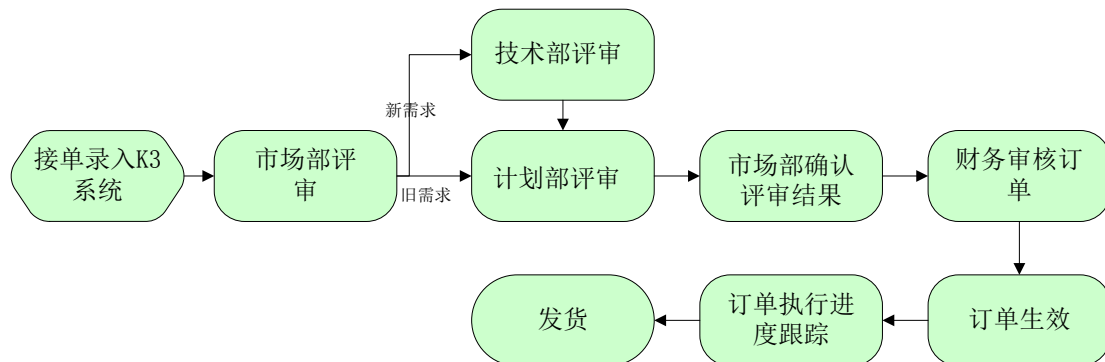 技术部评审
新需求
接单录入K3
系统
市场部评
审
旧需求
计划部评审
市场部确认
评审结果
财务审核订
单
发货
订单执行进
度跟踪
订单生效